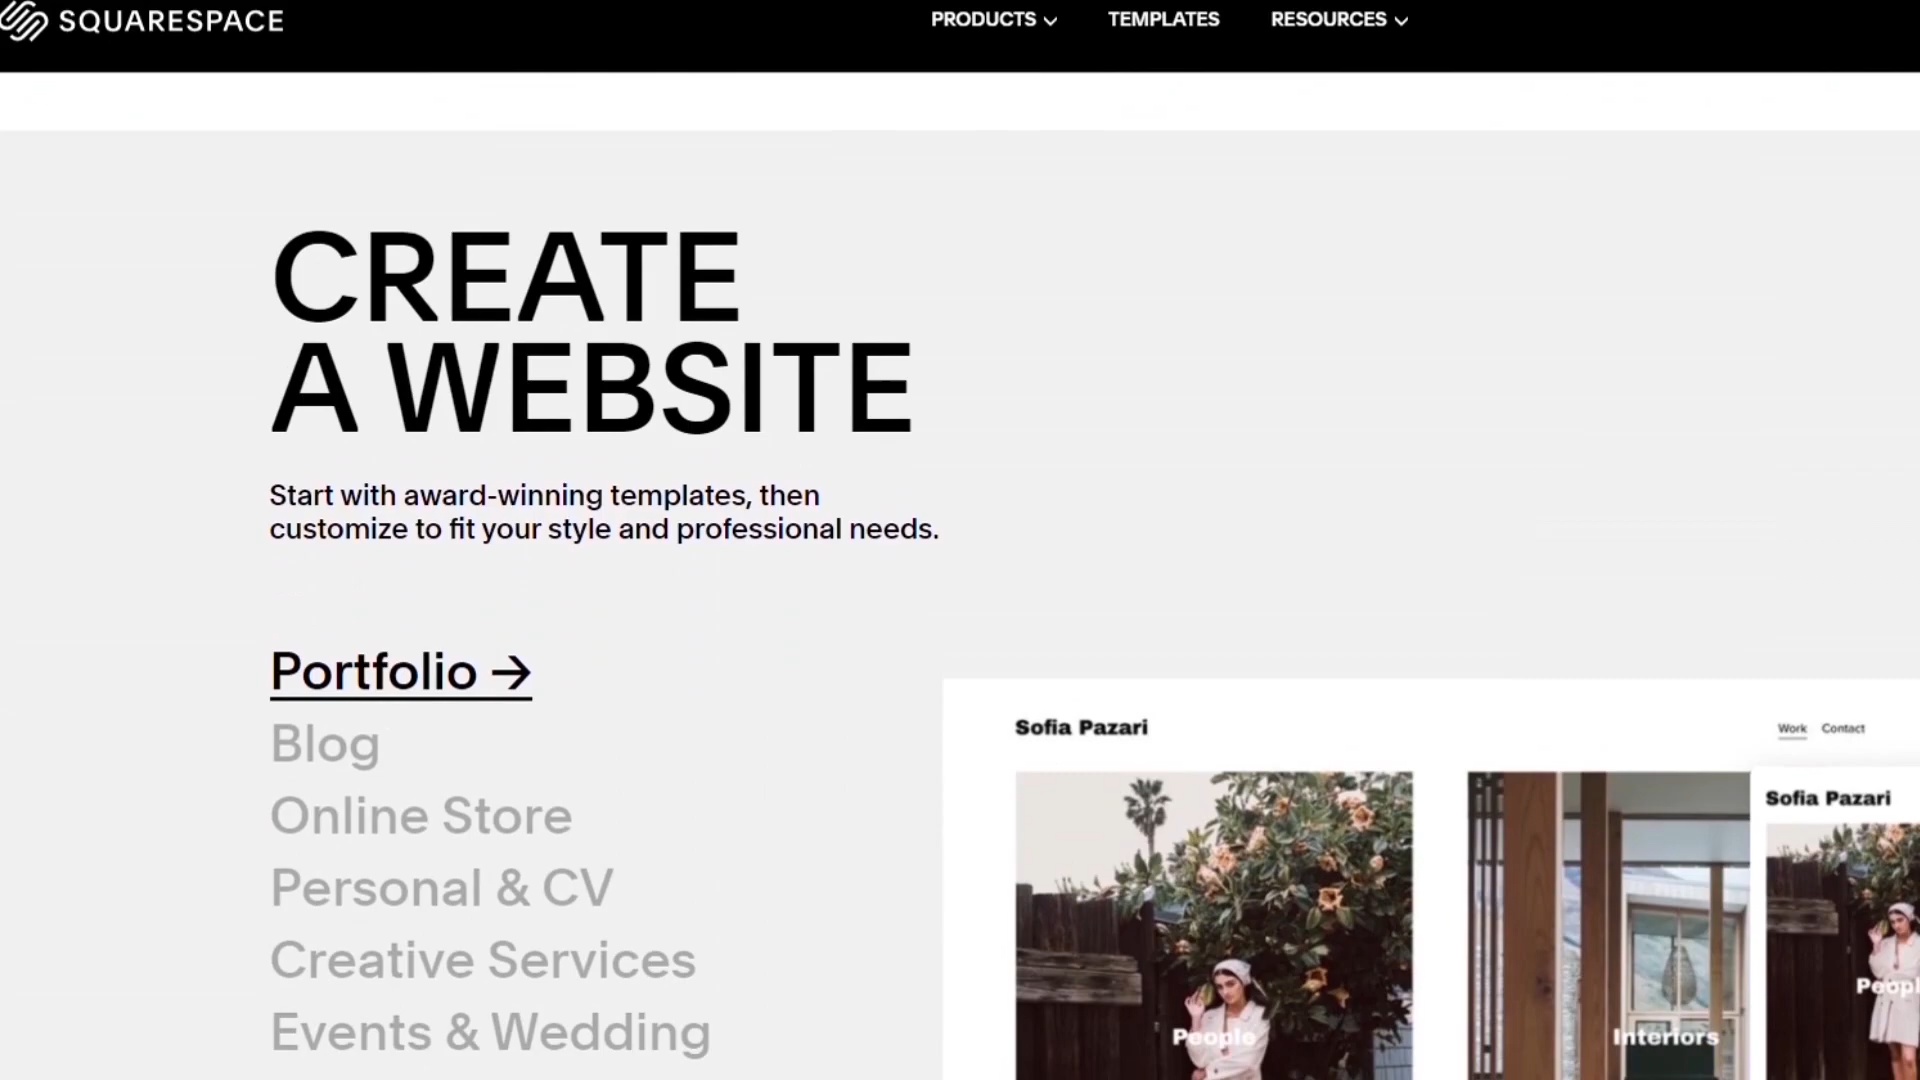 SQUARESPACE
PRODUCTS
TEMPLATES
RESOURCES
CREATE
A WEBSITE
Start with award-winning templates, then
customize to fit your style and professional needs.
Portfolio →
Blog
Online Store
Personal & CV
Creative Services
Events & Wedding
Sofia Pazari
Work
Contact
Sofia Pazari
People
Interiors
Peopl